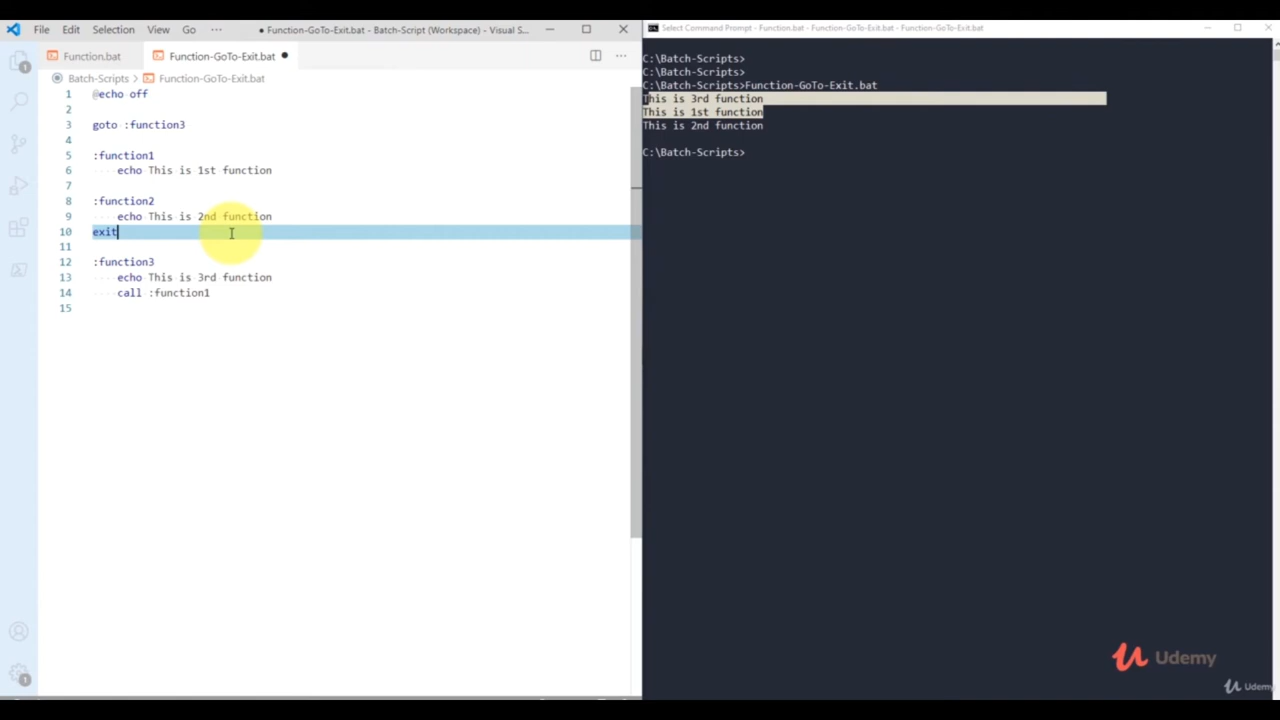 File Edit Selection View Go ··· ● Function-GoTo-Exit.bat - Batch-Script (Workspace) - Visual S...
Function.bat Function-GoTo-Exit.bat ●
Batch-Scripts > Function-GoTo-Exit.bat
1 @echo off
2
3 goto :function3
4
5 :function1
6 echo This is 1st function
7
8 :function2
9 echo This is 2nd function
10 exit
11
12 :function3
13 echo This is 3rd function
14 call :function1
15
1
1
Select Command Prompt - Function.bat - Function-GoTo-Exit.bat - Function-GoTo-Exit.bat
C:\Batch-Scripts>
C:\Batch-Scripts>
C:\Batch-Scripts>Function-GoTo-Exit.bat
This is 3rd function
This is 1st function
This is 2nd function
C:\Batch-Scripts>
Udemy
Udemy